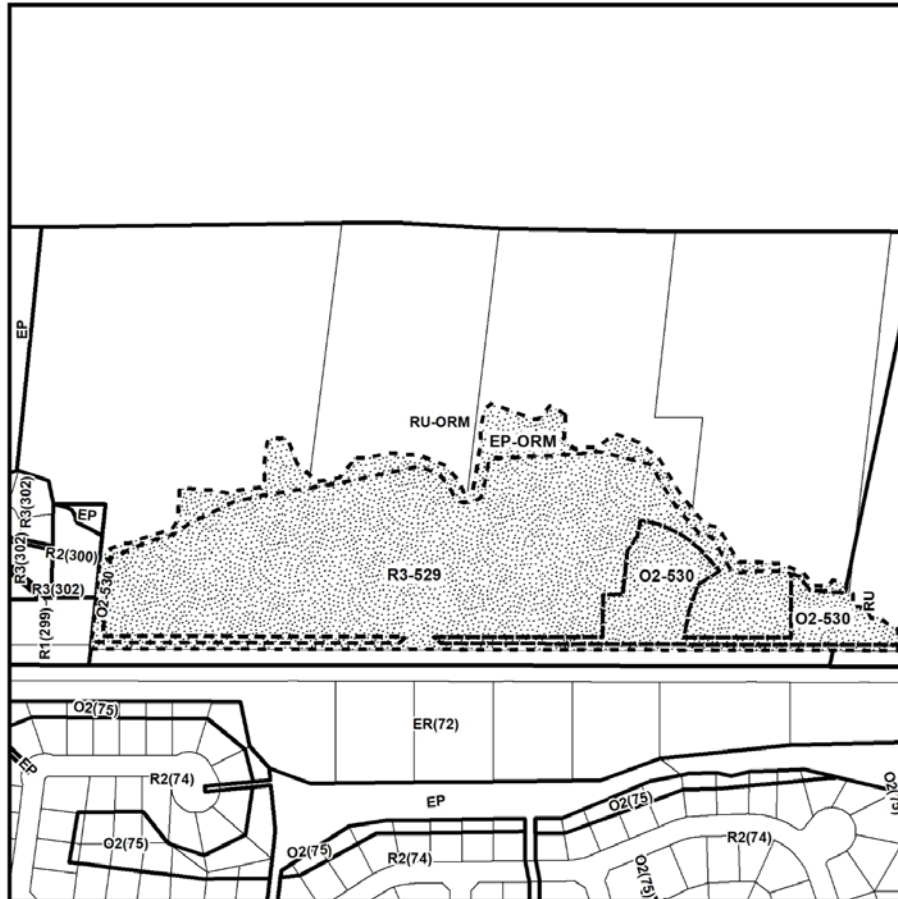 EP
RU-ORM
EP-ORM
R3(302)
EP
R3(302)
R2(300)
R3-529
O2-530
R3(302)
O2-530
RU
O2-530
R1(299)
O2(75)
ER(72)
EP
R2(74)
EP
O2(75)
O2(75)
O2(75)
O2(75)
R2(74)
R2(74)
O2(75)